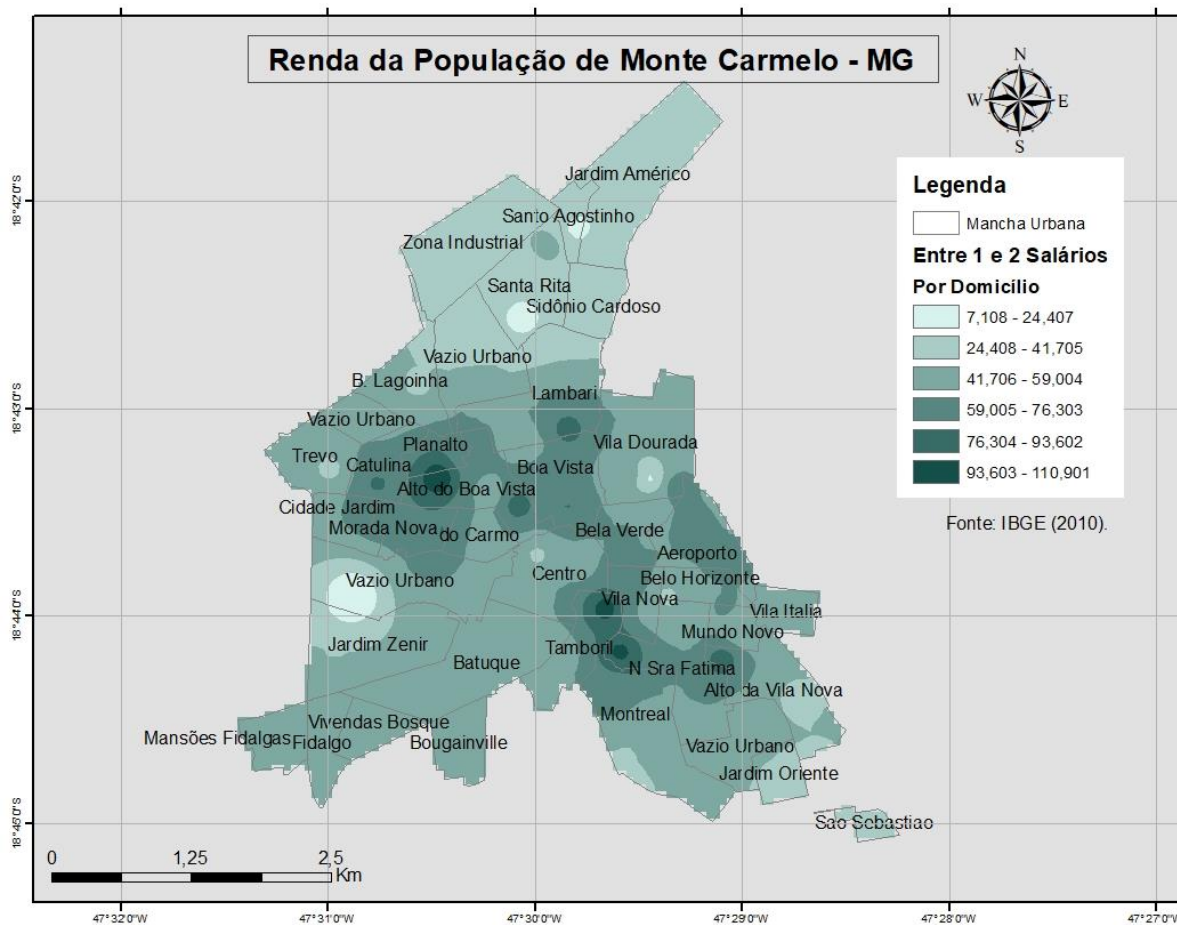 Renda da População de Monte Carmelo - MG
N
W E
S
Jardim Américo
18°42'0"S
Santo Agostinho
Zona Industrial
Santa Rita
Sidônio Cardoso
Vazio Urbano
B. Lagoinha
Lambari
18°43'0"S
Vazio Urbano
Planalto
Vila Dourada
Trevo
Catulina
Boa Vista
Alto do Boa Vista
Cidade Jardim
Morada Nova
do Carmo
Bela Verde
Aeroporto
Vazio Urbano
Centro
Belo Horizonte
Vila Nova
18°44'0"S
Vila Italia
Mundo Novo
Jardim Zenir
Tamboril
Batuque
N Sra Fatima
Alto da Vila Nova
Montreal
Vivendas Bosque
Mansões Fidalgas
Fidalgo
Bougainville
Vazio Urbano
Jardim Oriente
18°45'0"S
Sao Sebastiao
Legenda
Mancha Urbana
Entre 1 e 2 Salários
Por Domicílio
7,108 - 24,407
24,408 - 41,705
41,706 - 59,004
59,005 - 76,303
76,304 - 93,602
93,603 - 110,901
Fonte: IBGE (2010).
0 1,25 2,5
Km
47°32'0"W 47°31'0"W 47°30'0"W 47°29'0"W 47°28'0"W 47°27'0"W